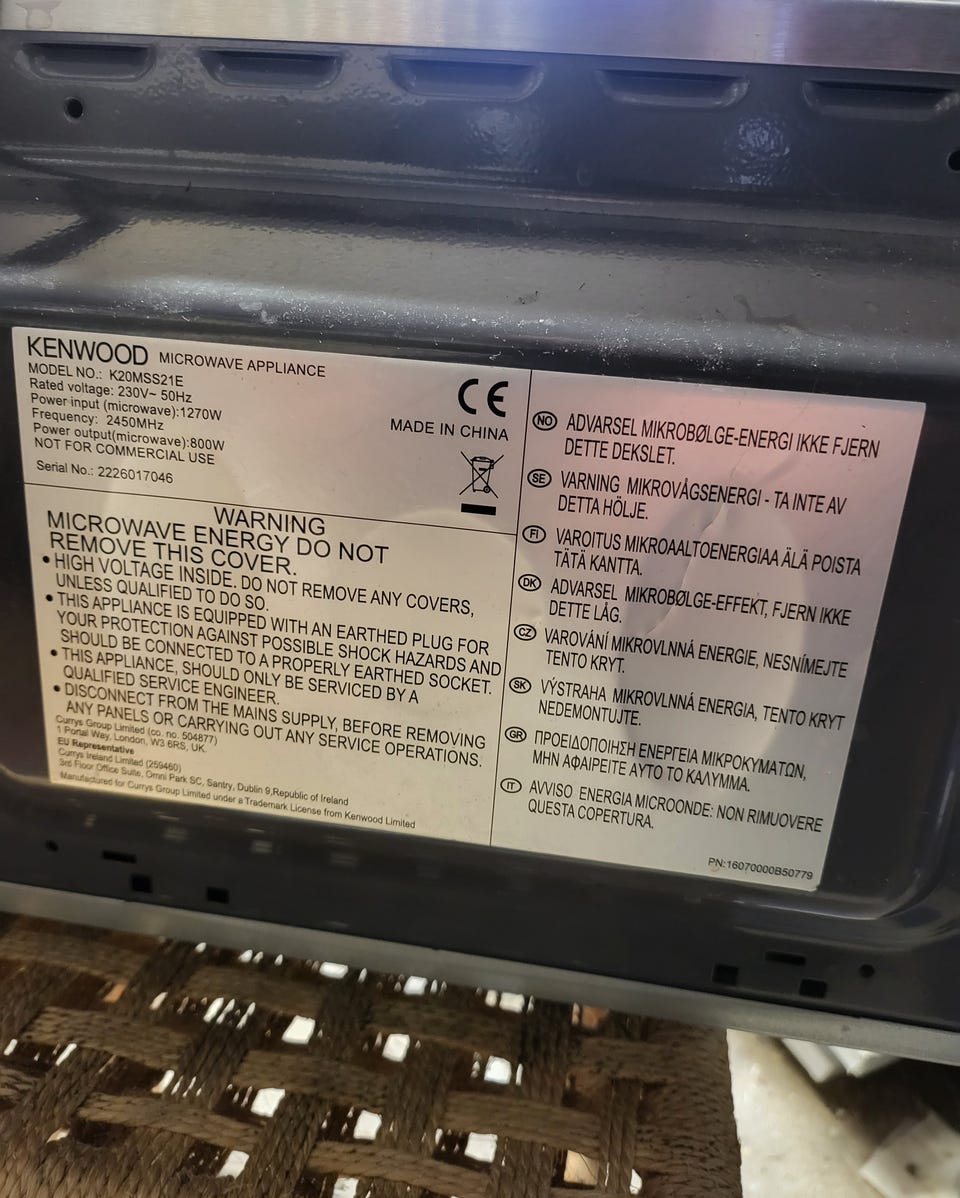 KENWOOD MICROWAVE APPLIANCE
MODEL NO.: K20MSS21E
Rated voltage: 230V~ 50Hz
Power input (microwave):1270W
Frequency: 2450MHz
Power output(microwave):800W
NOT FOR COMMERCIAL USE
Serial No.: 2226017046
CE
MADE IN CHINA
WARNING
MICROWAVE ENERGY DO NOT
REMOVE THIS COVER.
• HIGH VOLTAGE INSIDE. DO NOT REMOVE ANY COVERS,
UNLESS QUALIFIED TO DO SO.
• THIS APPLIANCE IS EQUIPPED WITH AN EARTHED PLUG FOR
YOUR PROTECTION AGAINST POSSIBLE SHOCK HAZARDS AND
SHOULD BE CONNECTED TO A PROPERLY EARTHED SOCKET.
• THIS APPLIANCE, SHOULD ONLY BE SERVICED BY A
QUALIFIED SERVICE ENGINEER.
• DISCONNECT FROM THE MAINS SUPPLY, BEFORE REMOVING
ANY PANELS OR CARRYING OUT ANY SERVICE OPERATIONS.
Currys Group Limited (co. no. 504877)
1 Portal Way, London, W3 6RS, UK.
EU Representative
Currys Ireland Limited (259460)
3rd Floor Office Suite, Omni Park SC, Santry, Dublin 9,Republic of Ireland
Manufactured for Currys Group Limited under a Trademark License from Kenwood Limited
NO ADVARSEL MIKROBØLGE-ENERGI IKKE FJERN
DETTE DEKSLET.
SE VARNING MIKROVÅGSENERGI - TA INTE AV
DETTA HÖLJE.
FI VAROITUS MIKROAALTOENERGIAA ÄLÄ POISTA
TÄTÄ KANTTA.
DK ADVARSEL MIKROBØLGE-EFFEKT, FJERN IKKE
DETTE LÅG.
CZ VAROVÁNÍ MIKROVLNNÁ ENERGIE, NESNÍMEJTE
TENTO KRYT.
SK VÝSTRAHA MIKROVLNNÁ ENERGIA, TENTO KRYT
NEDEMONTUJTE.
GR ΠΡΟΕΙΔΟΠΟΙΗΣΗ ΕΝΕΡΓΕΙΑ ΜΙΚΡΟΚΥΜΑΤΩΝ,
ΜΗΝ ΑΦΑΙΡΕΙΤΕ ΑΥΤΟ ΤΟ ΚΑΛΥΜΜΑ.
IT AVVISO ENERGIA MICROONDE: NON RIMUOVERE
QUESTA COPERTURA.
PN:16070000B50779